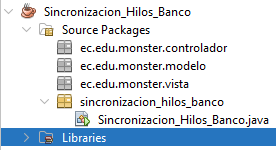 Sincronizacion_Hilos_Banco
Source Packages
ec.edu.monster.controlador
ec.edu.monster.modelo
ec.edu.monster.vista
sincronizacion_hilos_banco
Sincronizacion_Hilos_Banco.java
Libraries